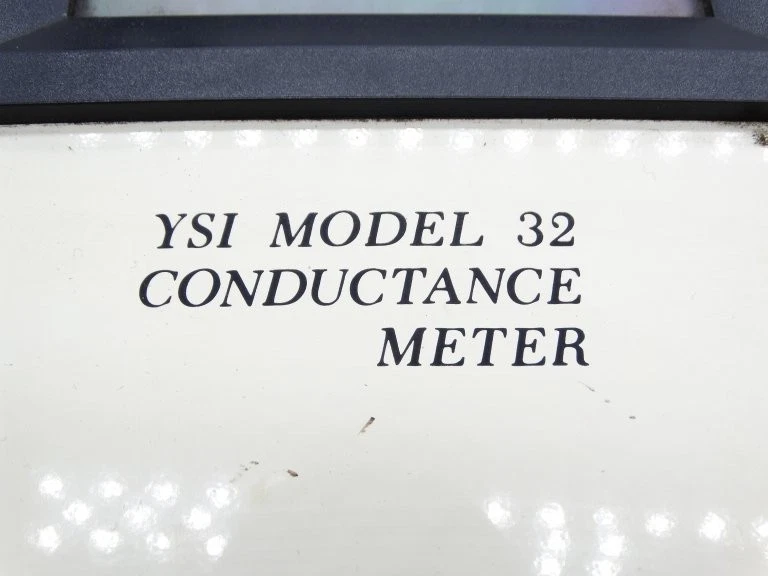 YSI MODEL 32
CONDUCTANCE
METER